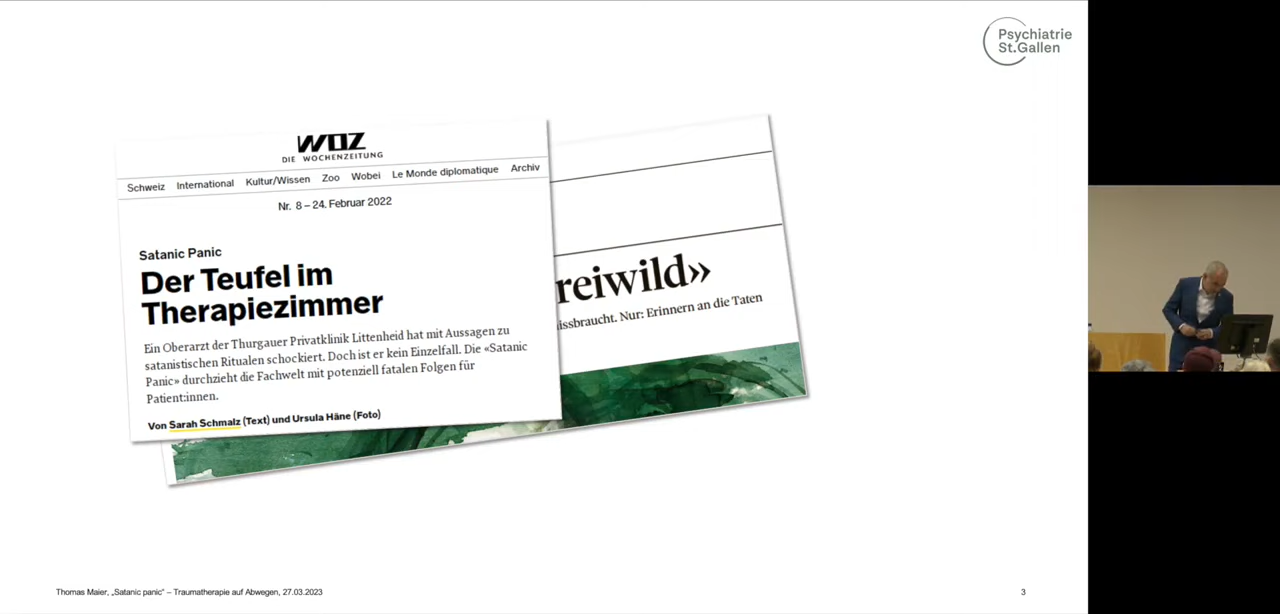 Psychiatrie
St.Gallen
WOZ
DIE WOCHENZEITUNG
Schweiz International Kultur/Wissen Zoo Wobei Le Monde diplomatique Archiv
Nr. 8 – 24. Februar 2022
Satanic Panic
Der Teufel im
Therapiezimmer
Ein Oberarzt der Thurgauer Privatklinik Littenheid hat mit Aussagen zu
satanistischen Ritualen schockiert. Doch ist er kein Einzelfall. Die «Satanic
Panic» durchzieht die Fachwelt mit potenziell fatalen Folgen für
Patient:innen.
Von Sarah Schmalz (Text) und Ursula Häne (Foto)
reiwild»
issbraucht. Nur: Erinnern an die Taten
Thomas Maier, „Satanic panic“ – Traumatherapie auf Abwegen, 27.03.2023
3